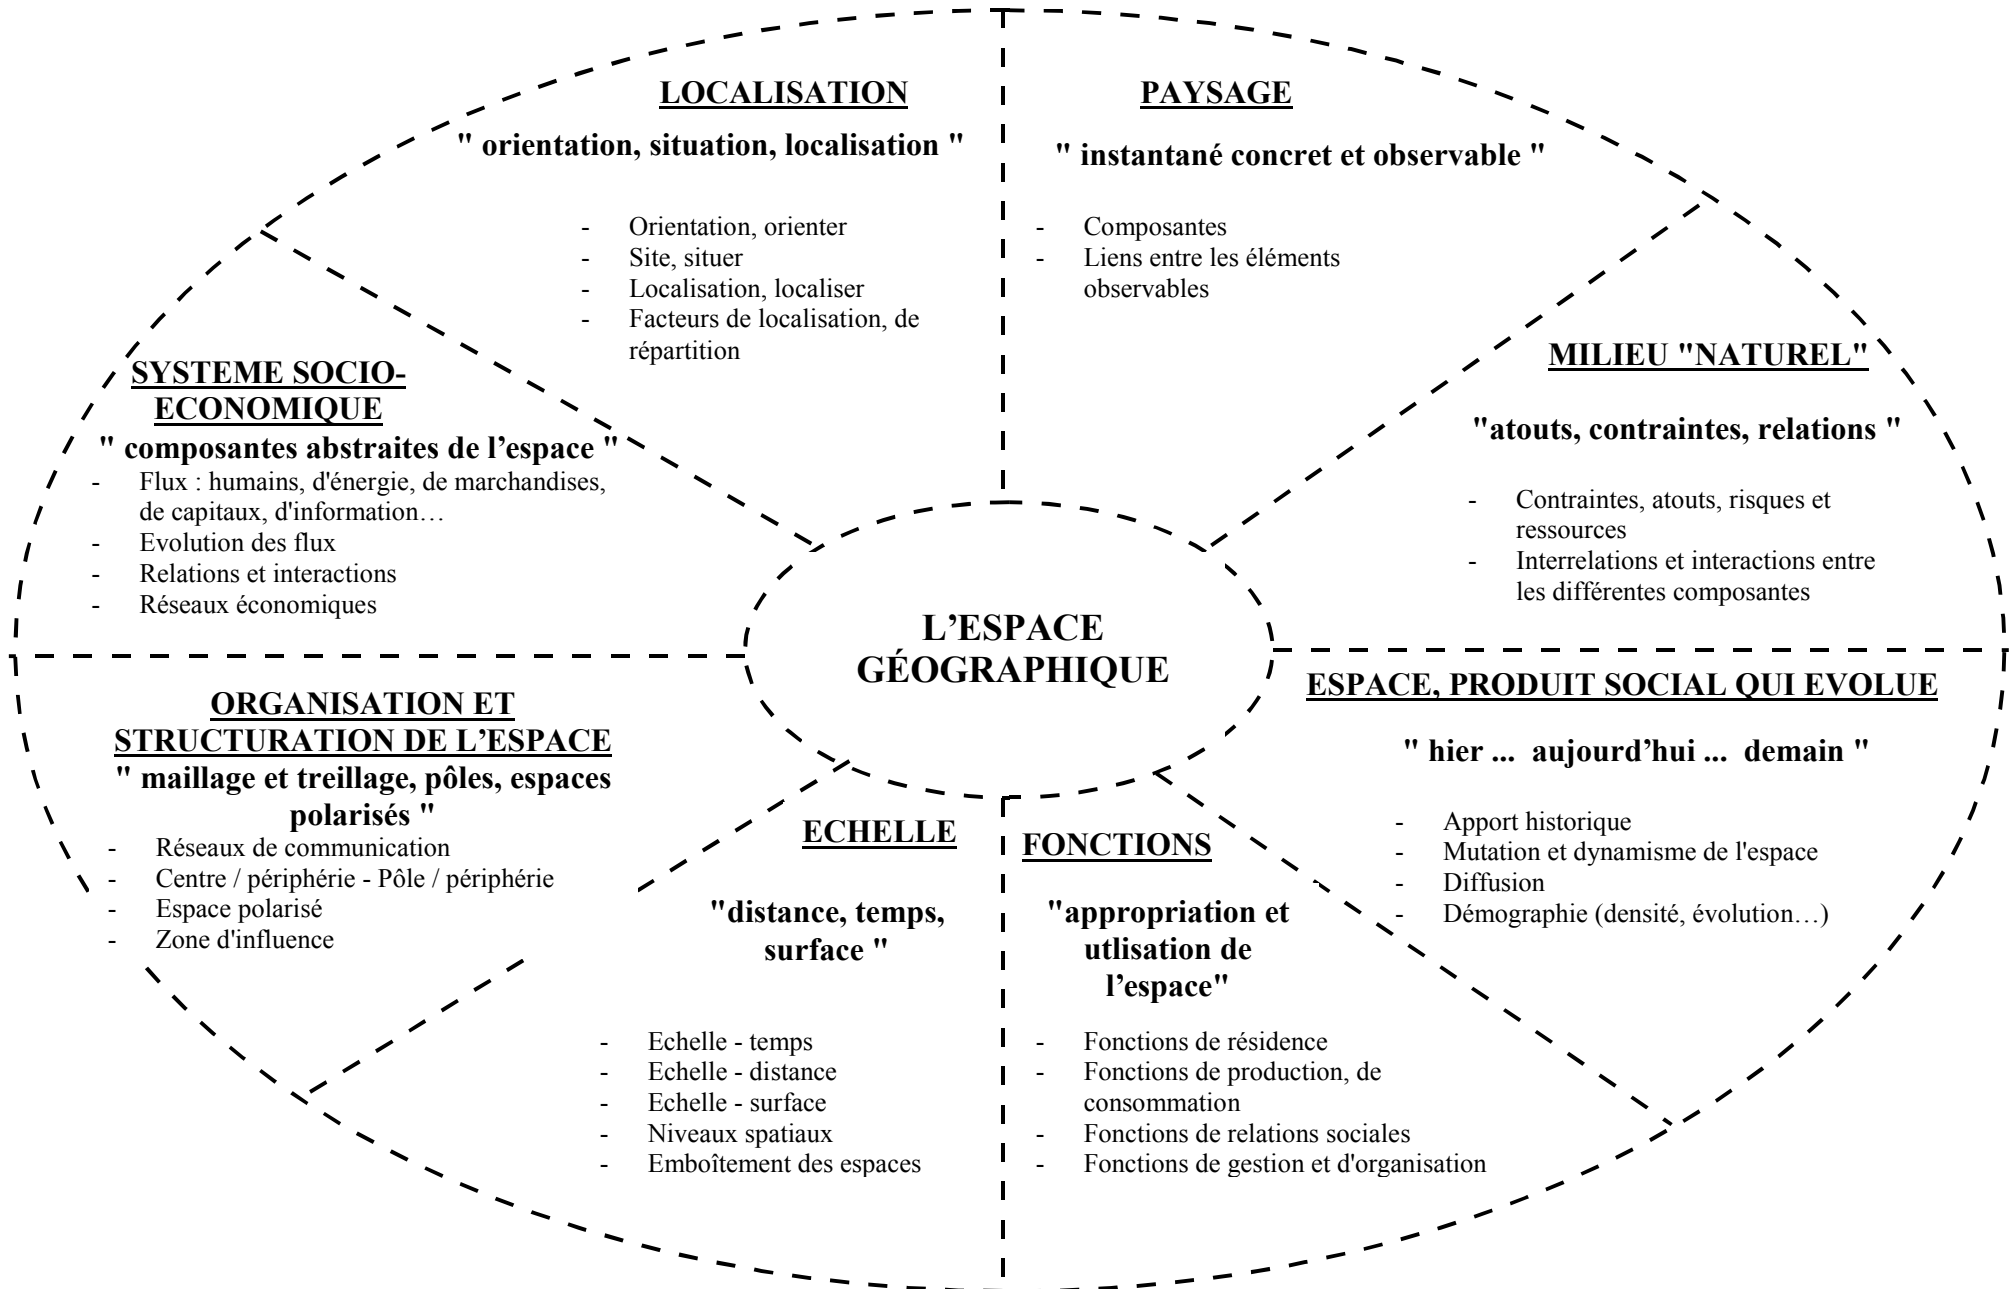 LOCALISATION
" orientation, situation, localisation "
- Orientation, orienter
- Site, situer
- Localisation, localiser
- Facteurs de localisation, de
répartition
PAYSAGE
" instantané concret et observable "
- Composantes
- Liens entre les éléments
observables
MILIEU "NATUREL"
"atouts, contraintes, relations "
- Contraintes, atouts, risques et
ressources
- Interrelations et interactions entre
les différentes composantes
SYSTEME SOCIO-
ECONOMIQUE
" composantes abstraites de l’espace "
- Flux : humains, d'énergie, de marchandises,
de capitaux, d'information…
- Evolution des flux
- Relations et interactions
- Réseaux économiques
L’ESPACE
GÉOGRAPHIQUE
ORGANISATION ET
STRUCTURATION DE L’ESPACE
" maillage et treillage, pôles, espaces
polarisés "
- Réseaux de communication
- Centre / périphérie - Pôle / périphérie
- Espace polarisé
- Zone d'influence
ESPACE, PRODUIT SOCIAL QUI EVOLUE
" hier ... aujourd’hui ... demain "
- Apport historique
- Mutation et dynamisme de l'espace
- Diffusion
- Démographie (densité, évolution…)
ECHELLE
"distance, temps,
surface "
- Echelle - temps
- Echelle - distance
- Echelle - surface
- Niveaux spatiaux
- Emboîtement des espaces
FONCTIONS
"appropriation et
utlisation de
l’espace"
- Fonctions de résidence
- Fonctions de production, de
consommation
- Fonctions de relations sociales
- Fonctions de gestion et d'organisation